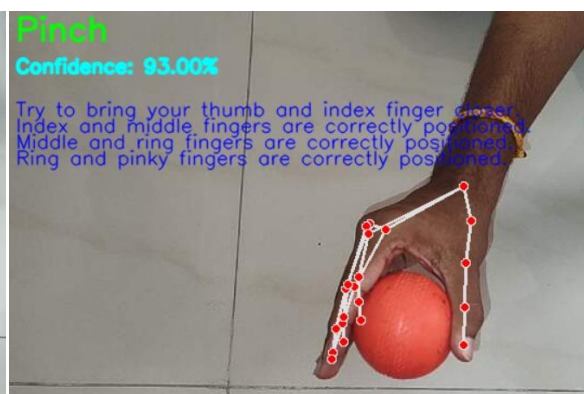 Pinch
Confidence: 93.00%
Try to bring your thumb and index finger closer.
Index and middle fingers are correctly positioned.
Middle and ring fingers are correctly positioned.
Ring and pinky fingers are correctly positioned.